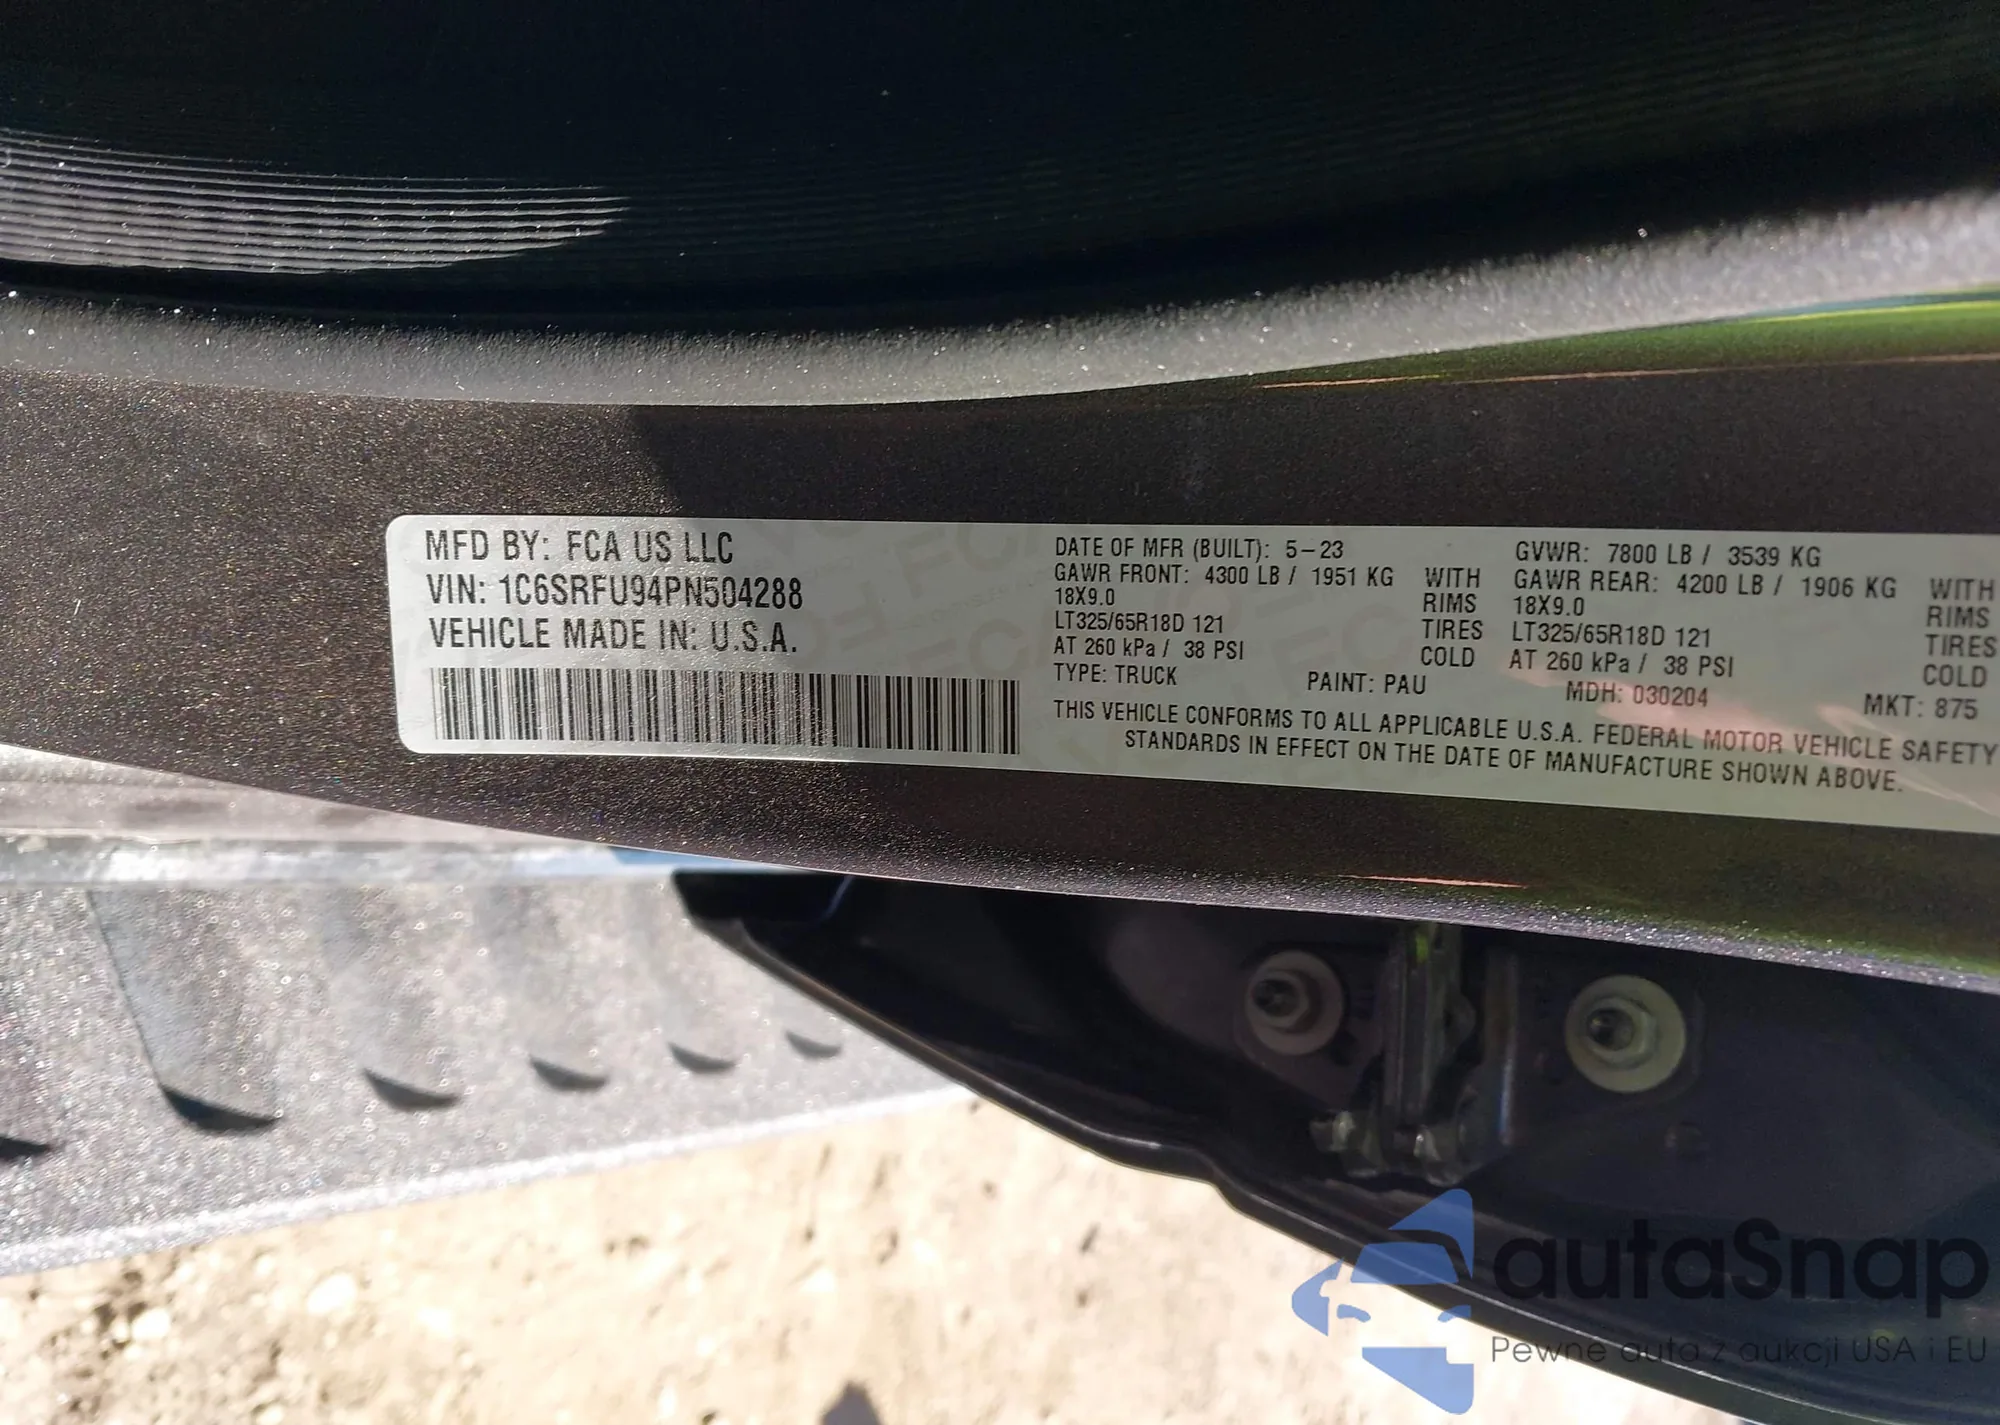 MFD BY: FCA US LLC
VIN: 1C6SRFU94PN504288
VEHICLE MADE IN: U.S.A.
DATE OF MFR (BUILT): 5-23
GAWR FRONT: 4300 LB / 1951 KG WITH
18X9.0 RIMS
LT325/65R18D 121 TIRES
AT 260 kPa / 38 PSI COLD
TYPE: TRUCK PAINT: PAU
GVWR: 7800 LB / 3539 KG
GAWR REAR: 4200 LB / 1906 KG WITH
18X9.0 RIMS
LT325/65R18D 121 TIRES
AT 260 kPa / 38 PSI COLD
MDH: 030204 MKT: 875
THIS VEHICLE CONFORMS TO ALL APPLICABLE U.S.A. FEDERAL MOTOR VEHICLE SAFETY
STANDARDS IN EFFECT ON THE DATE OF MANUFACTURE SHOWN ABOVE.
autaSnap
Pewne auta z aukcji USA i EU